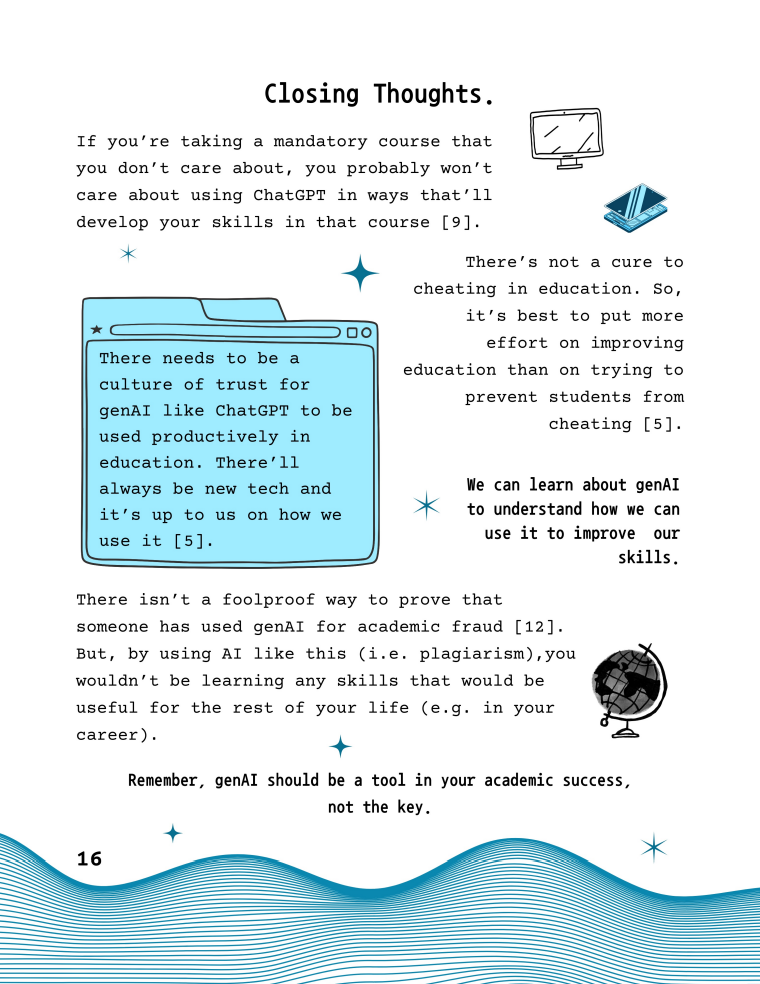 Closing Thoughts.
If you’re taking a mandatory course that
you don’t care about, you probably won’t
care about using ChatGPT in ways that’ll
develop your skills in that course [9].
There’s not a cure to
cheating in education. So,
it’s best to put more
effort on improving
education than on trying to
prevent students from
cheating [5].
There needs to be a
culture of trust for
genAI like ChatGPT to be
used productively in
education. There’ll
always be new tech and
it’s up to us on how we
use it [5].
We can learn about genAI
to understand how we can
use it to improve  our
skills.
There isn’t a foolproof way to prove that
someone has used genAI for academic fraud [12].
But, by using AI like this (i.e. plagiarism),you
wouldn’t be learning any skills that would be
useful for the rest of your life (e.g. in your
career).
Remember, genAI should be a tool in your academic success,
not the key.
16